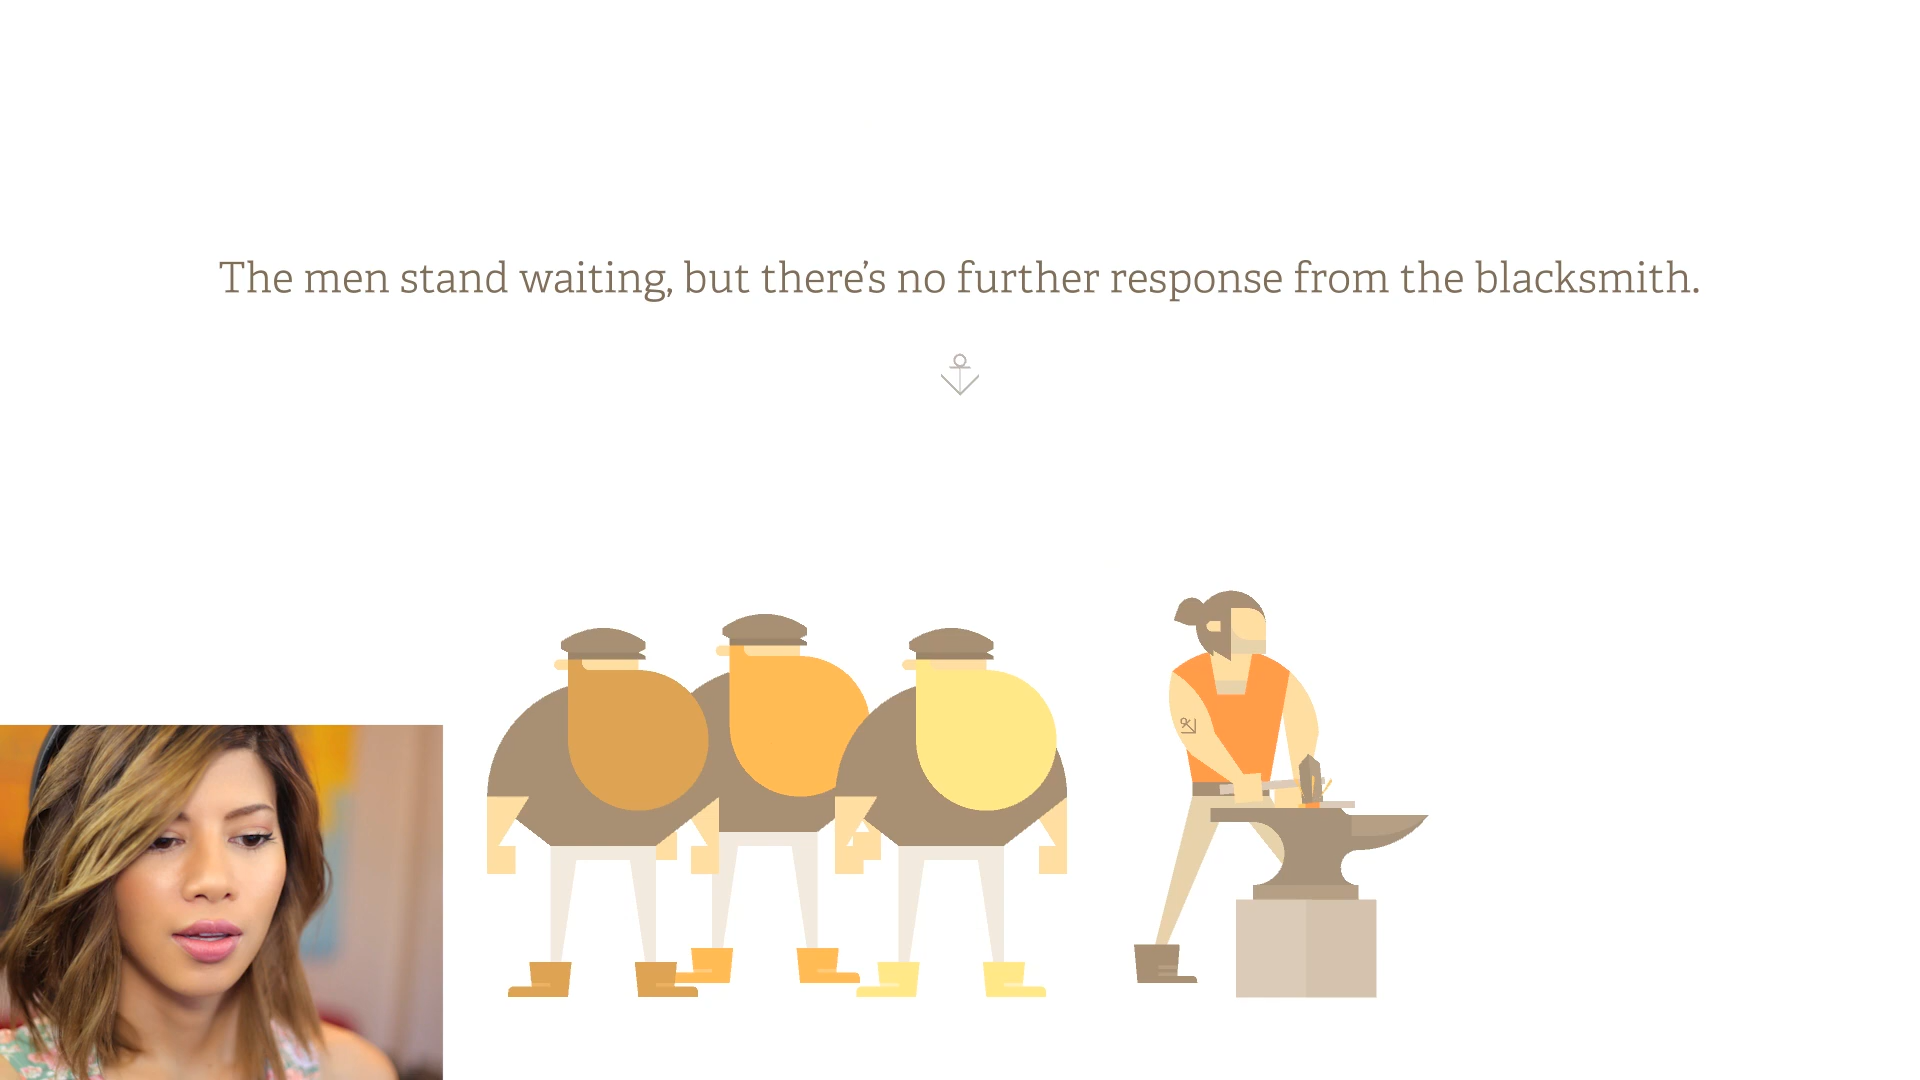 The men stand waiting, but there’s no further response from the blacksmith.